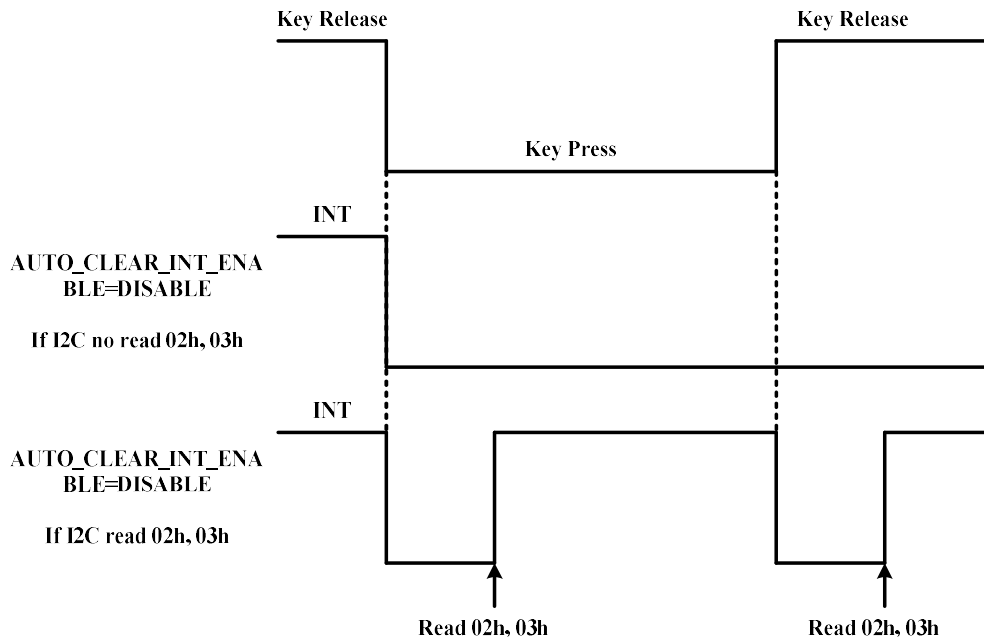 Key Release
Key Release
Key Press
INT
AUTO_CLEAR_INT_ENA
BLE=DISABLE
If I2C no read 02h, 03h
INT
AUTO_CLEAR_INT_ENA
BLE=DISABLE
If I2C read 02h, 03h
Read 02h, 03h
Read 02h, 03h